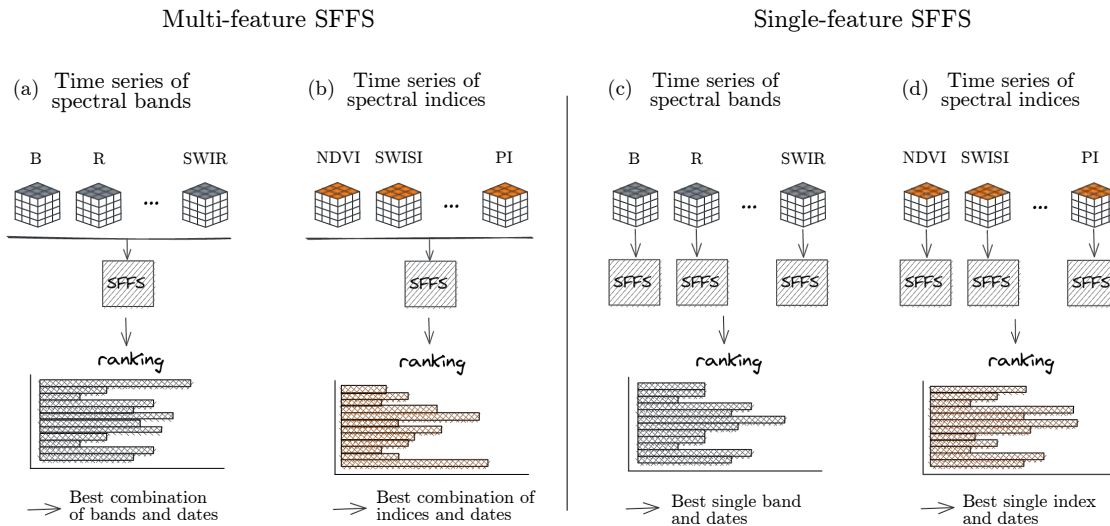 Multi-feature SFFS
Single-feature SFFS
(a) Time series of
spectral bands
B R ... SWIR
SFFS
ranking
Best combination
of bands and dates
(b) Time series of
spectral indices
NDVI SWISI ... PI
SFFS
ranking
Best combination of
indices and dates
(c) Time series of
spectral bands
B R ... SWIR
SFFS SFFS SFFS
ranking
Best single band
and dates
(d) Time series of
spectral indices
NDVI SWISI ... PI
SFFS SFFS SFFS
ranking
Best single index
and dates